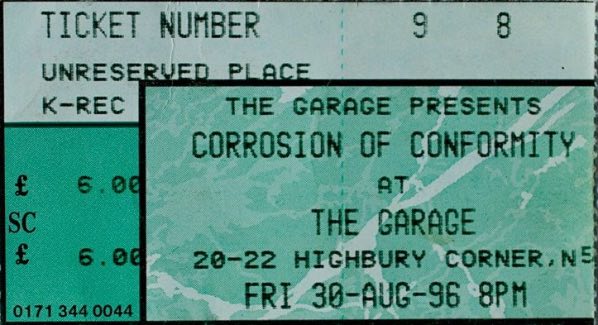 TICKET NUMBER 9 8
UNRESERVED PLACE
K-REC
THE GARAGE PRESENTS
CORROSION OF CONFORMITY
AT
THE GARAGE
20-22 HIGHBURY CORNER, N5
FRI 30-AUG-96 8PM
£ 6.00
SC
£ 6.00
0171 344 0044